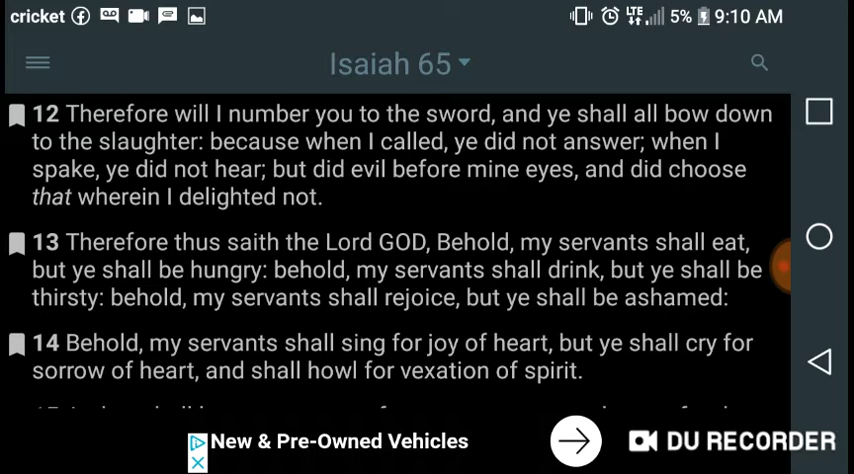 cricket LTE 5% 9:10 AM
Isaiah 65
12 Therefore will I number you to the sword, and ye shall all bow down
to the slaughter: because when I called, ye did not answer; when I
spake, ye did not hear; but did evil before mine eyes, and did choose
that wherein I delighted not.
13 Therefore thus saith the Lord GOD, Behold, my servants shall eat,
but ye shall be hungry: behold, my servants shall drink, but ye shall be
thirsty: behold, my servants shall rejoice, but ye shall be ashamed:
14 Behold, my servants shall sing for joy of heart, but ye shall cry for
sorrow of heart, and shall howl for vexation of spirit.
New & Pre-Owned Vehicles
DU RECORDER